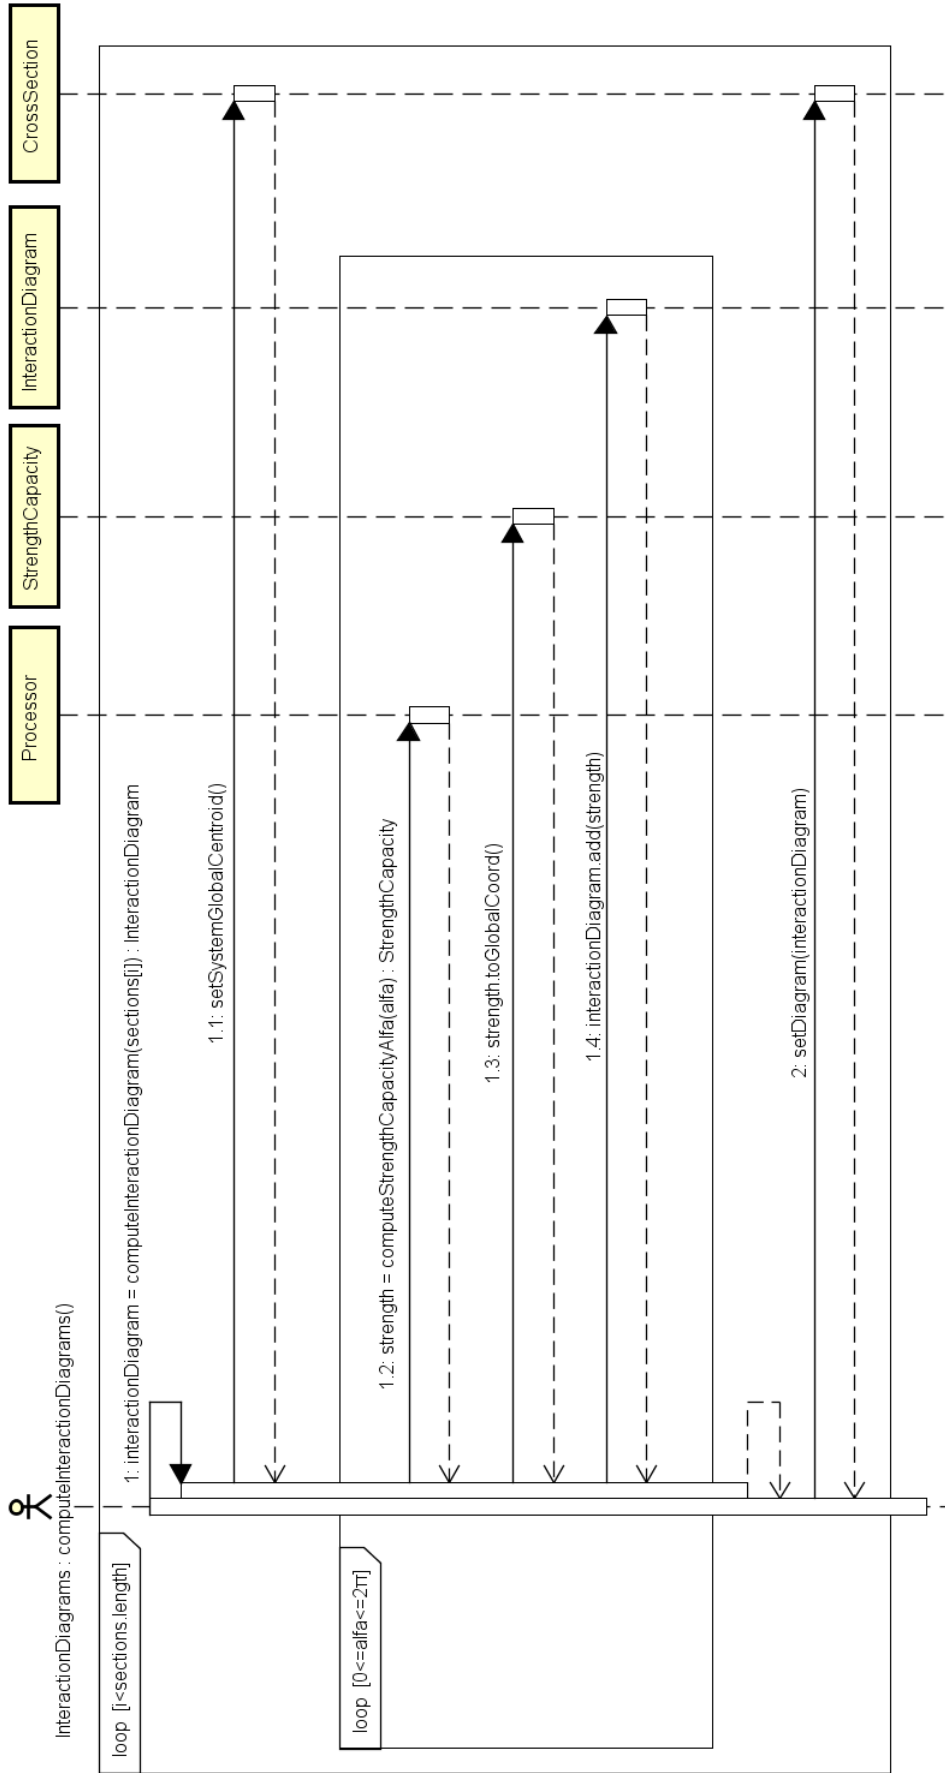 InteractionDiagrams : computeInteractionDiagrams()
Processor
StrengthCapacity
InteractionDiagram
CrossSection
loop [i<sections.length]
1: interactionDiagram = computeInteractionDiagram(sections[i]) : InteractionDiagram
1.1: setSystemGlobalCentroid()
loop [0<=alfa<=2π]
1.2: strength = computeStrengthCapacityAlfa(alfa) : StrengthCapacity
1.3: strength.toGlobalCoord()
1.4: interactionDiagram.add(strength)
2: setDiagram(interactionDiagram)